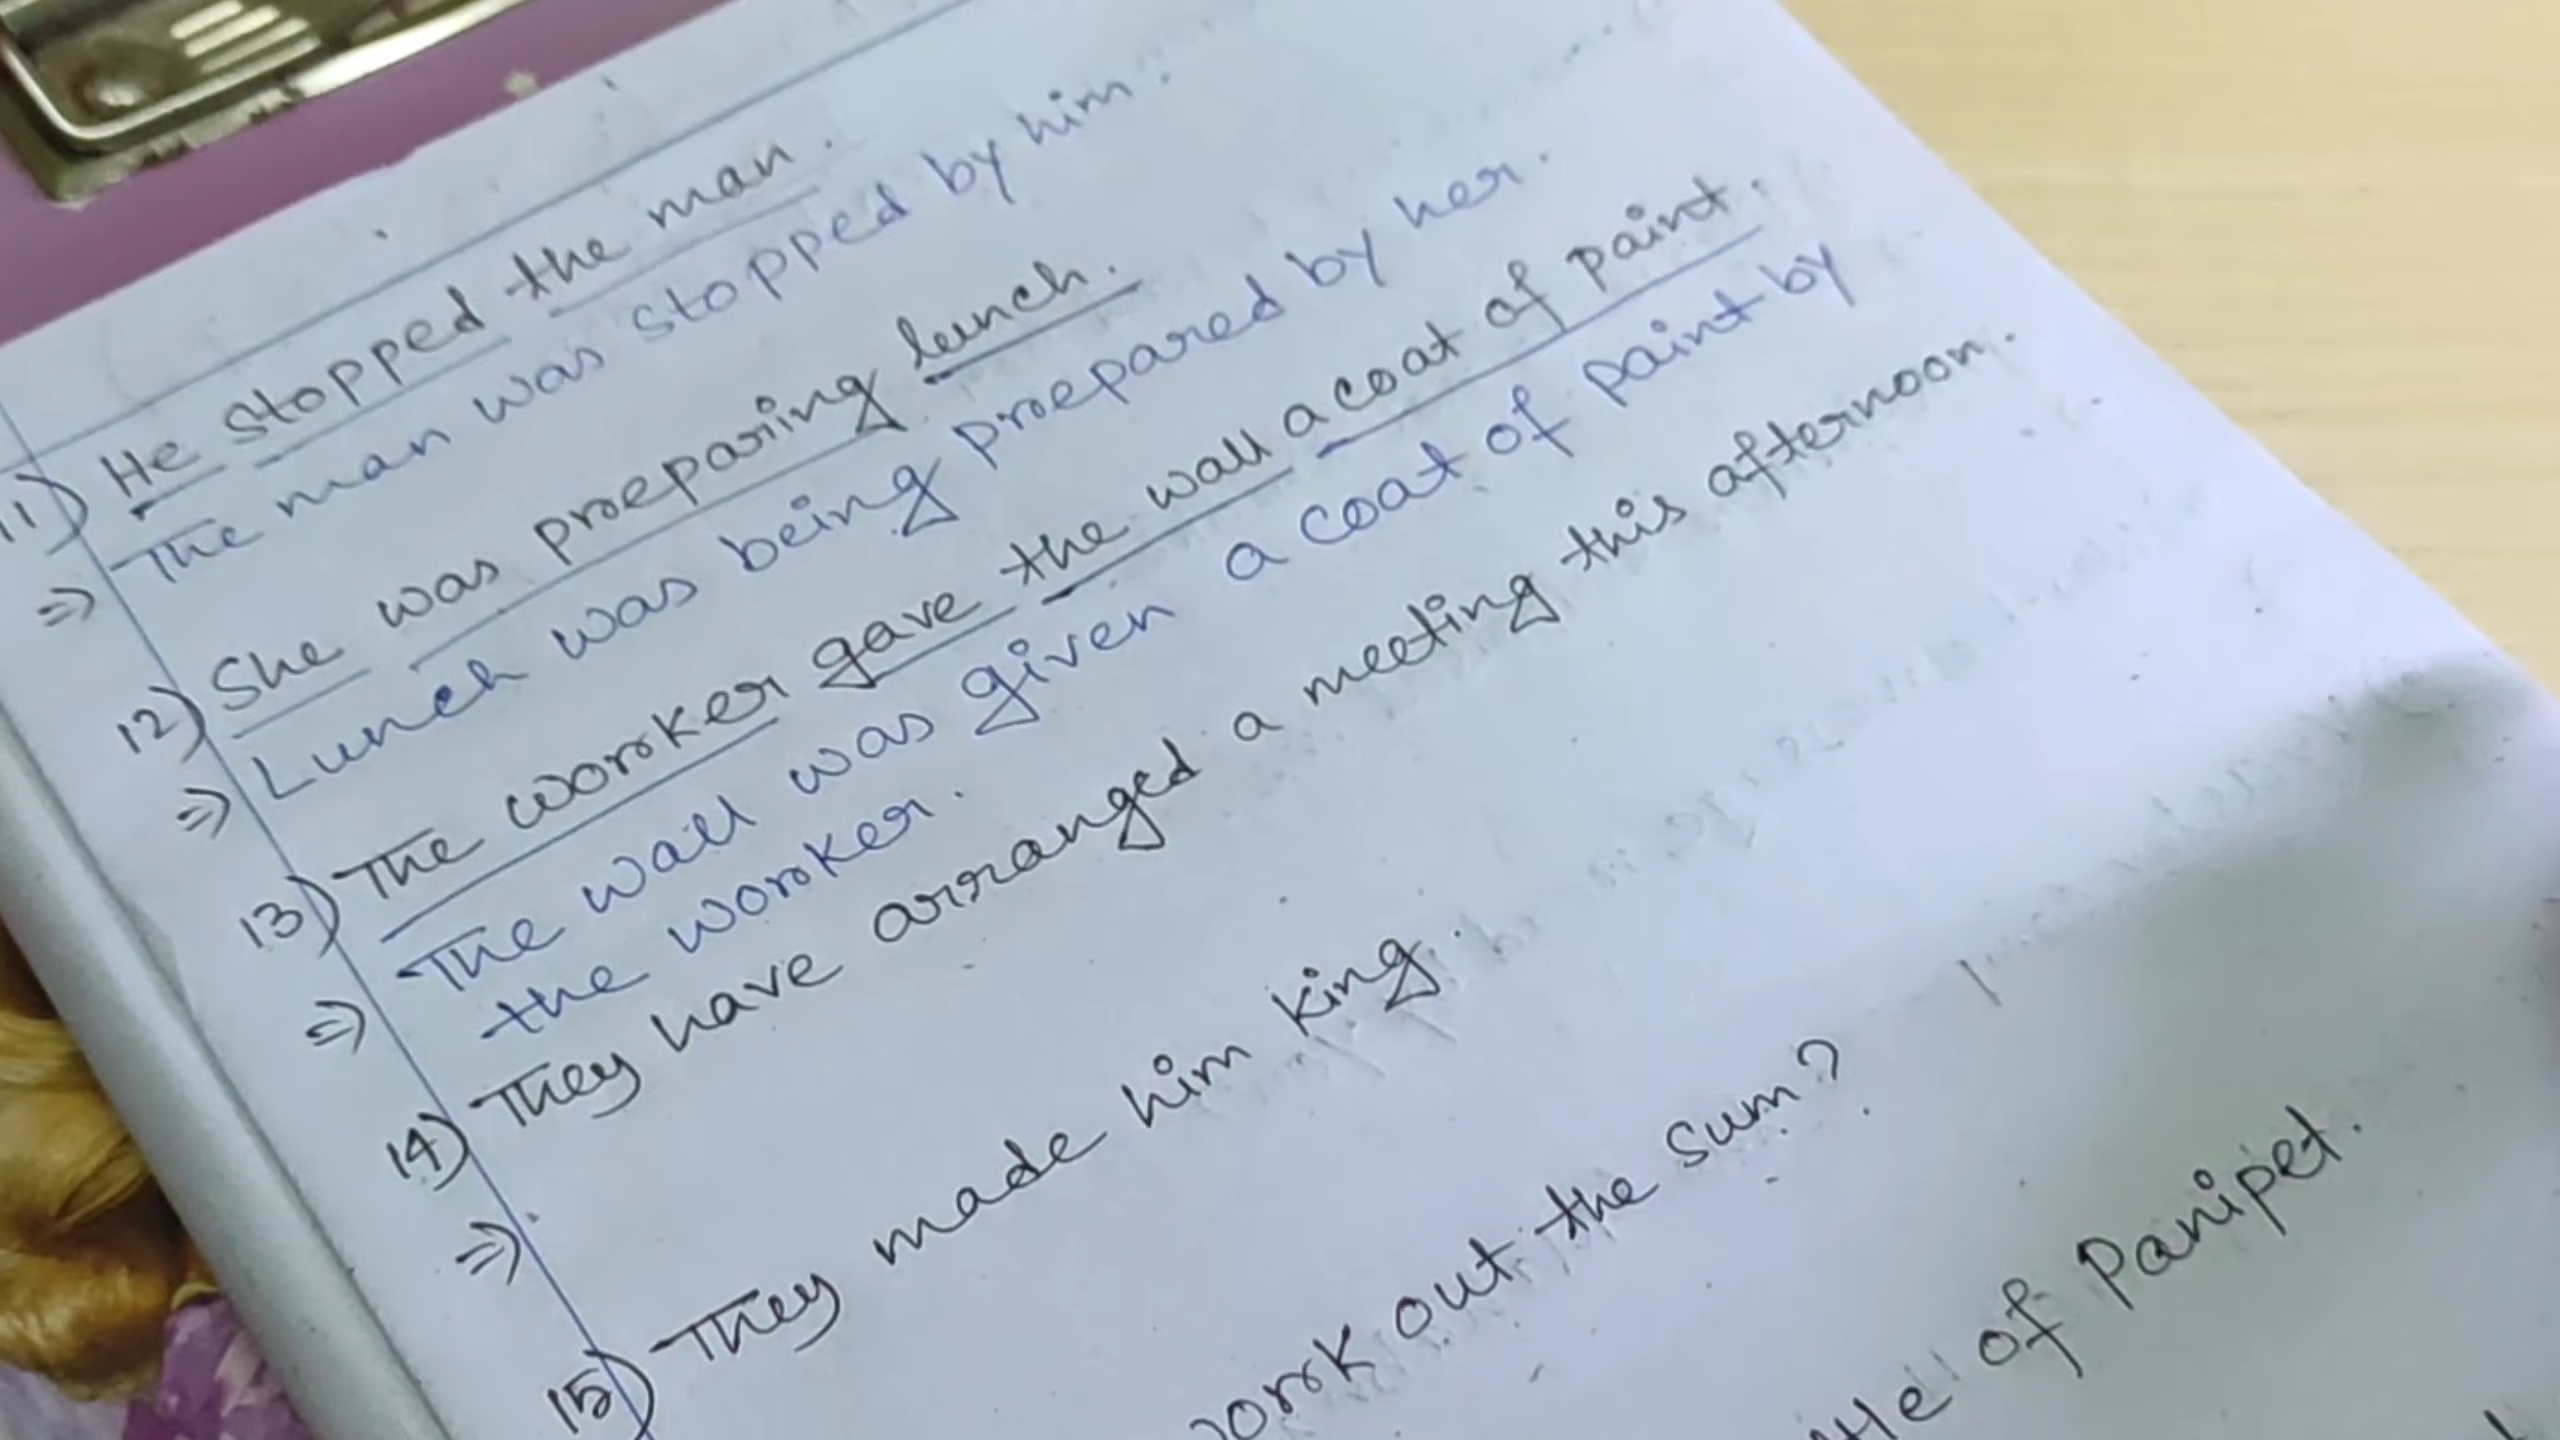 11) He stopped the man.
=) The man was stopped by him.
12) She was preparing lunch.
=) Lunch was being prepared by her.
13) The worker gave the wall a coat of paint.
=) The wall was given a coat of paint by
the worker.
14) They have arranged a meeting this afternoon.
=)
15) They made him king.
work out the sum?
of Panipet.